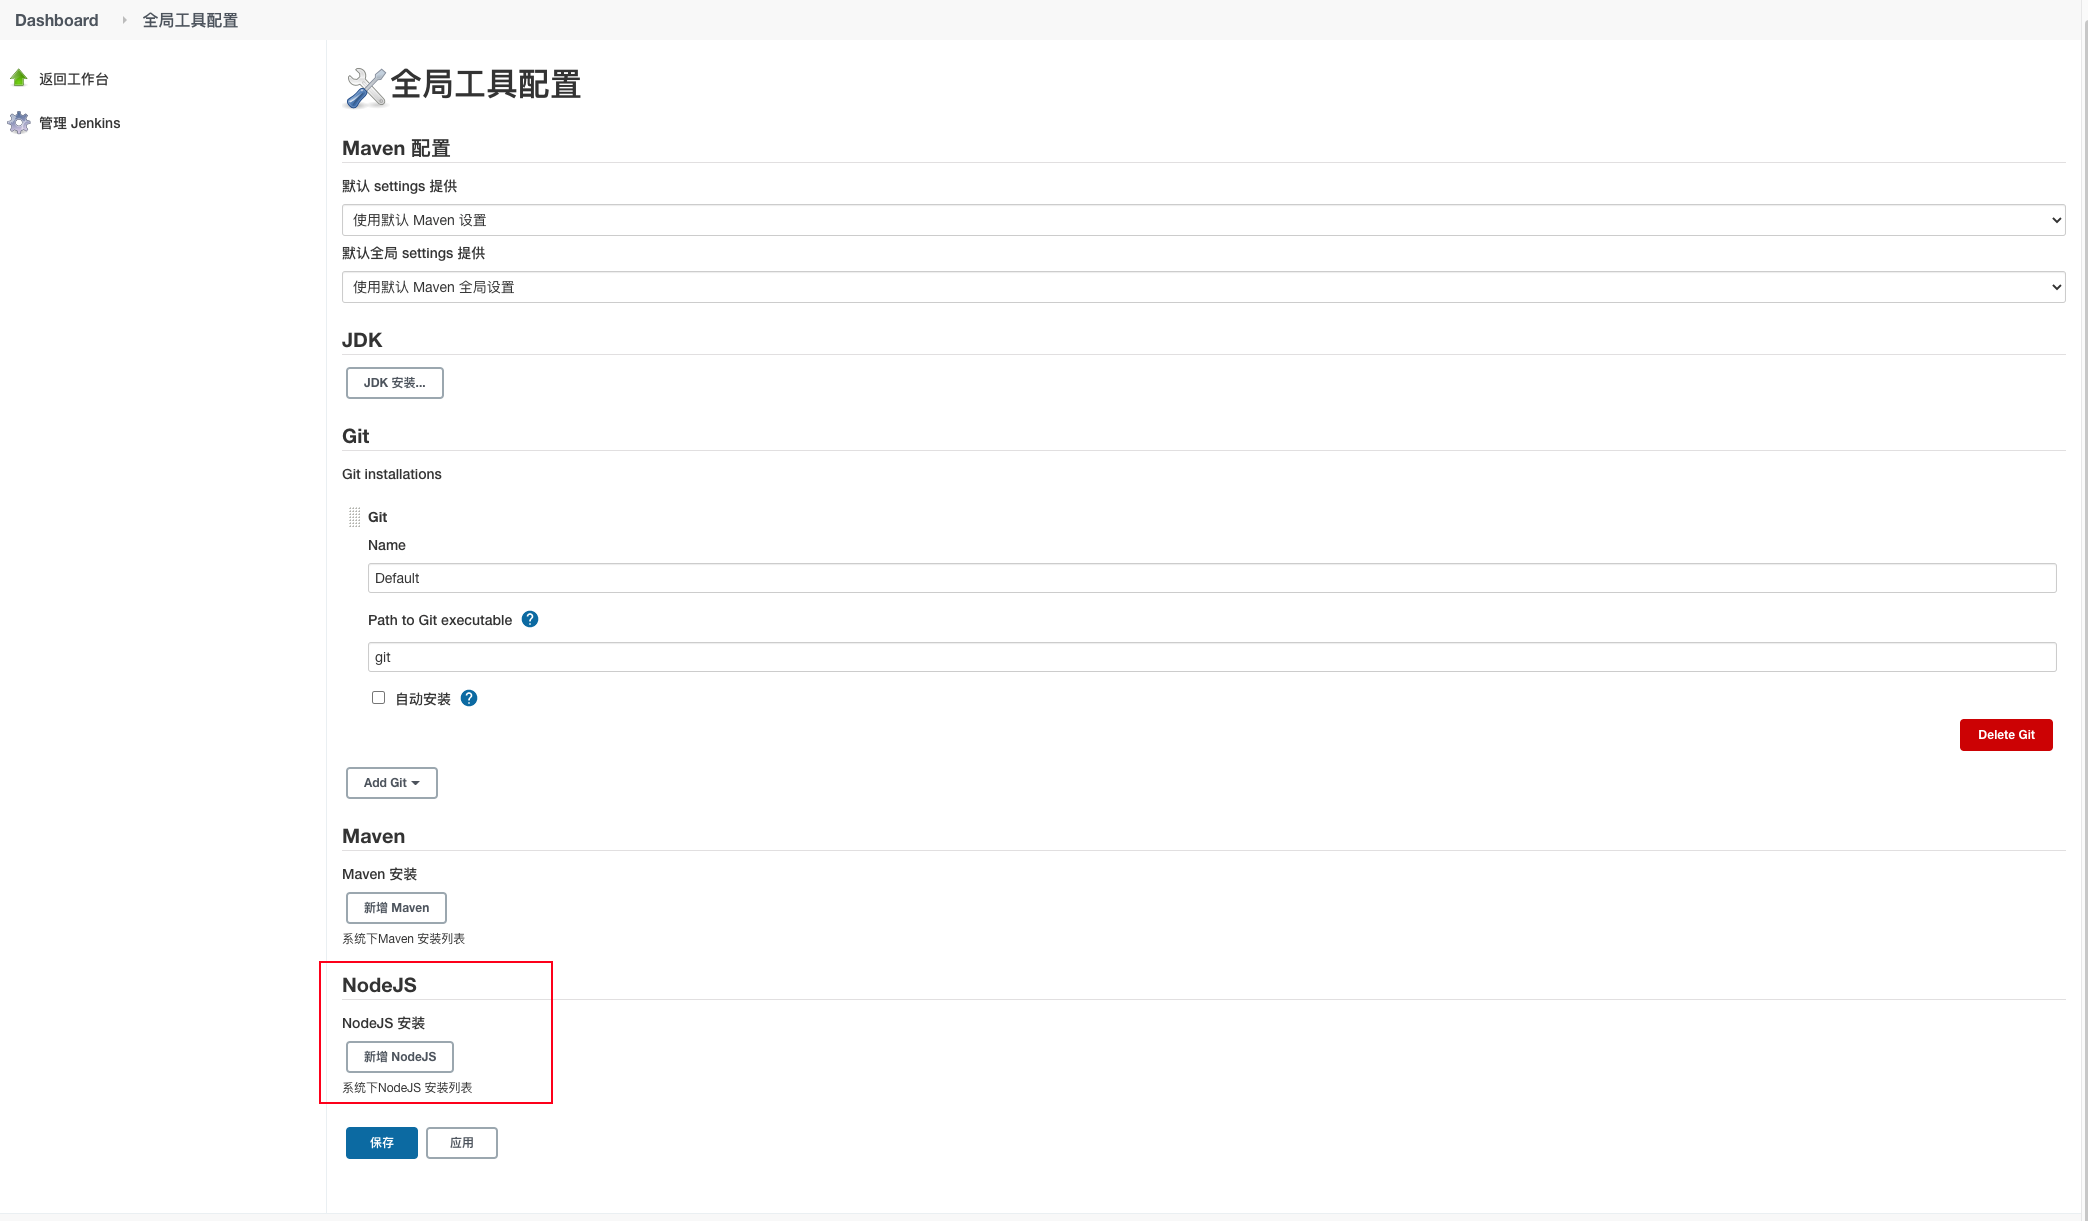 Dashboard 全局工具配置
返回工作台
管理 Jenkins
全局工具配置
Maven 配置
默认 settings 提供
使用默认 Maven 设置
默认全局 settings 提供
使用默认 Maven 全局设置
JDK
JDK 安装...
Git
Git installations
Git
Name
Default
Path to Git executable ?
git
自动安装 ?
Delete Git
Add Git
Maven
Maven 安装
新增 Maven
系统下Maven 安装列表
NodeJS
NodeJS 安装
新增 NodeJS
系统下NodeJS 安装列表
保存 应用